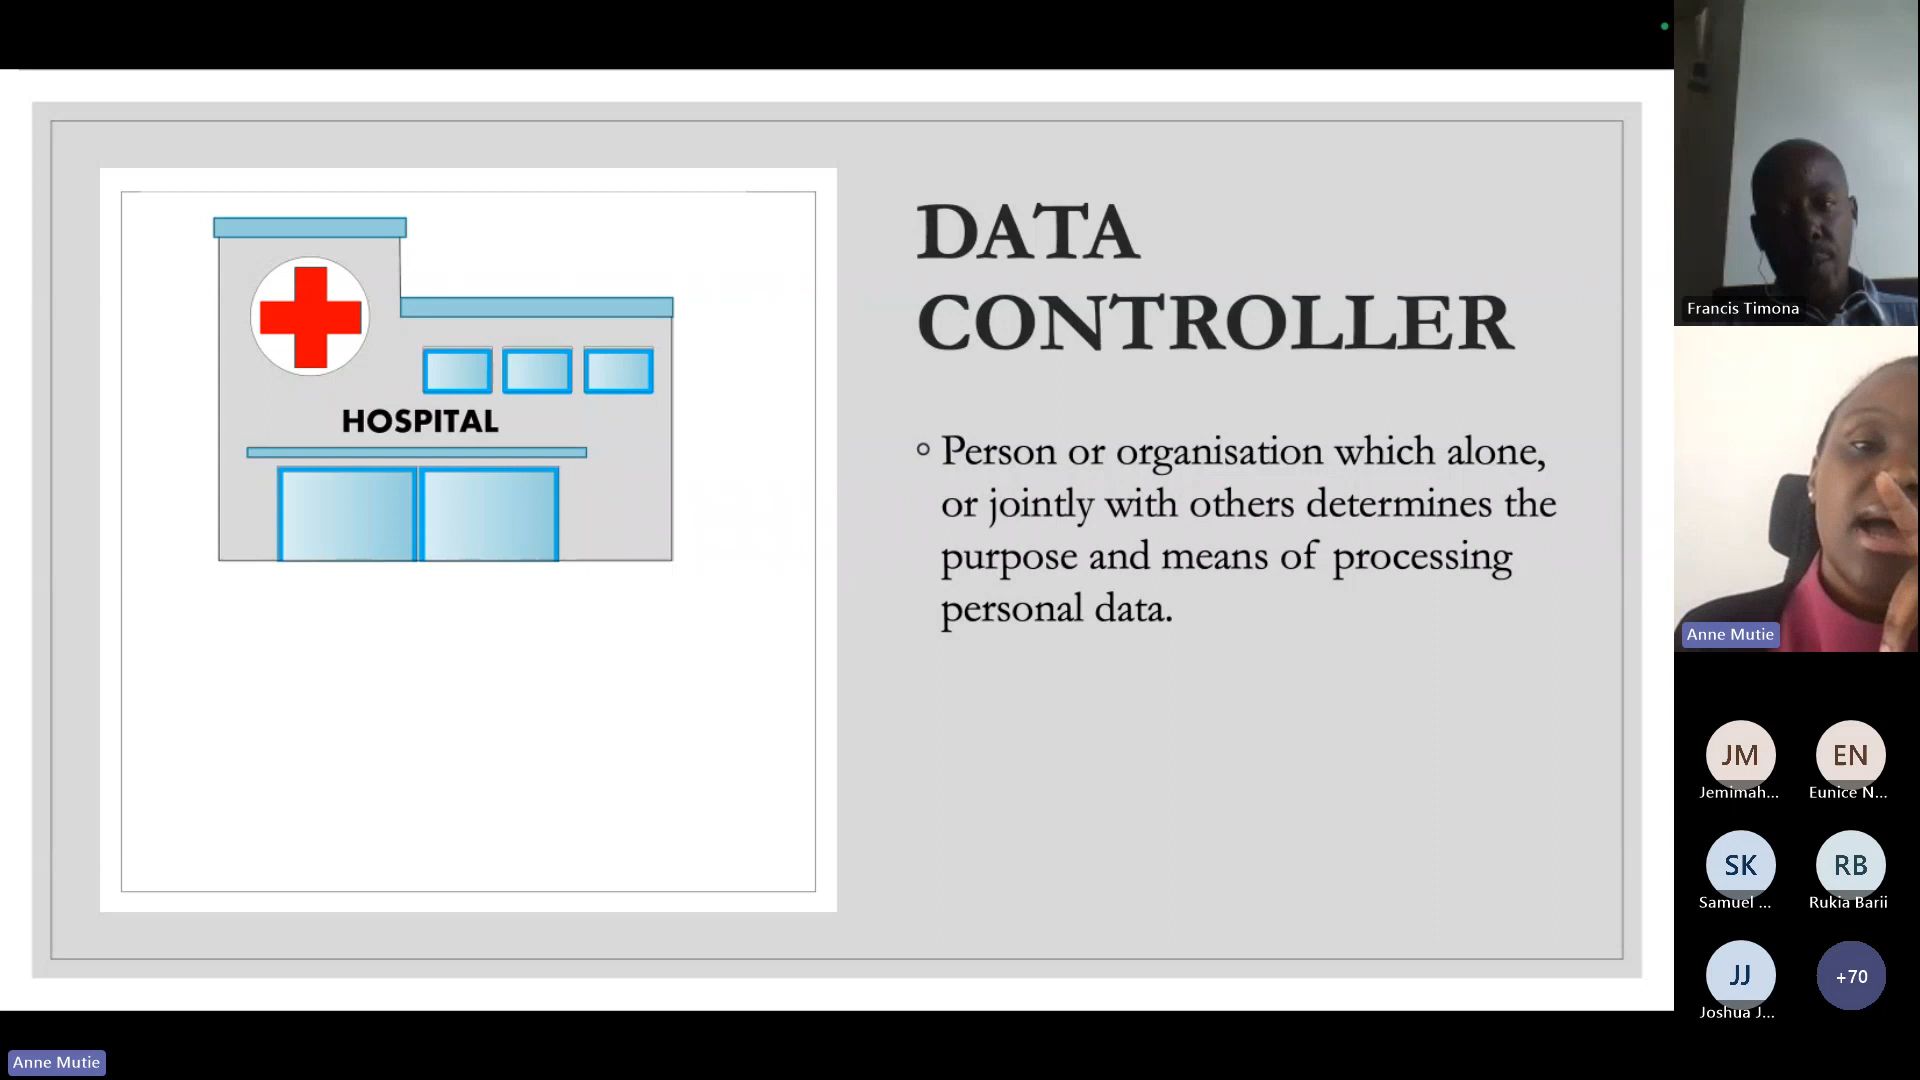 HOSPITAL
DATA
CONTROLLER
Person or organisation which alone,
or jointly with others determines the
purpose and means of processing
personal data.
Francis Timona
Anne Mutie
JM
Jemimah...
EN
Eunice N...
SK
Samuel ...
RB
Rukia Barii
JJ
Joshua J...
+70
Anne Mutie